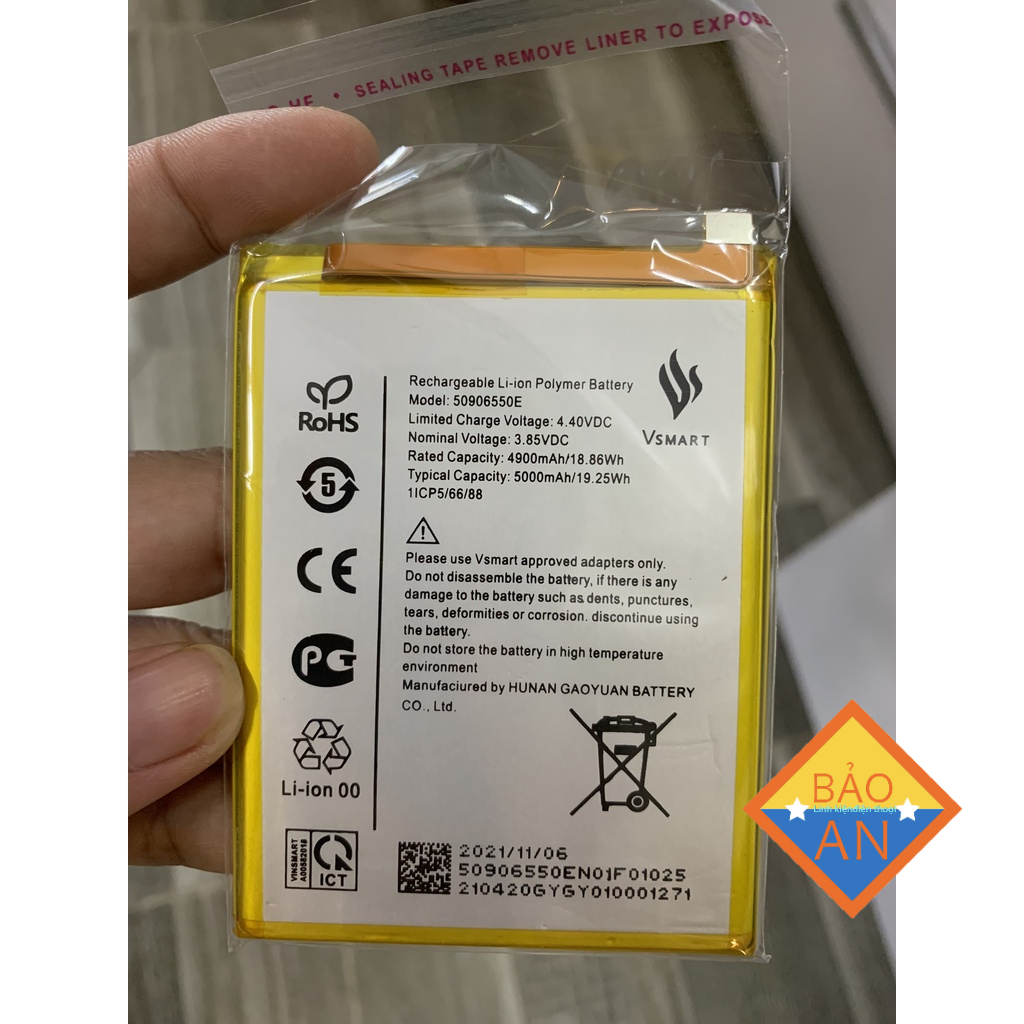 SEALING TAPE REMOVE LINER TO EXPOSE
RoHS
5
CE
PG
Li-ion 00
VINSMART
A00582018
ICT
Rechargeable Li-ion Polymer Battery
Model: 50906550E
Limited Charge Voltage: 4.40VDC
Nominal Voltage: 3.85VDC
Rated Capacity: 4900mAh/18.86Wh
Typical Capacity: 5000mAh/19.25Wh
1ICP5/66/88
VSMART
Please use Vsmart approved adapters only.
Do not disassemble the battery, if there is any
damage to the battery such as dents, punctures,
tears, deformities or corrosion. discontinue using
the battery.
Do not store the battery in high temperature
environment
Manufaciured by HUNAN GAOYUAN BATTERY
CO., Ltd.
2021/11/06
50906550EN01F01025
210420GYGY010001271
BẢO
Linh kiện điện thoại
AN